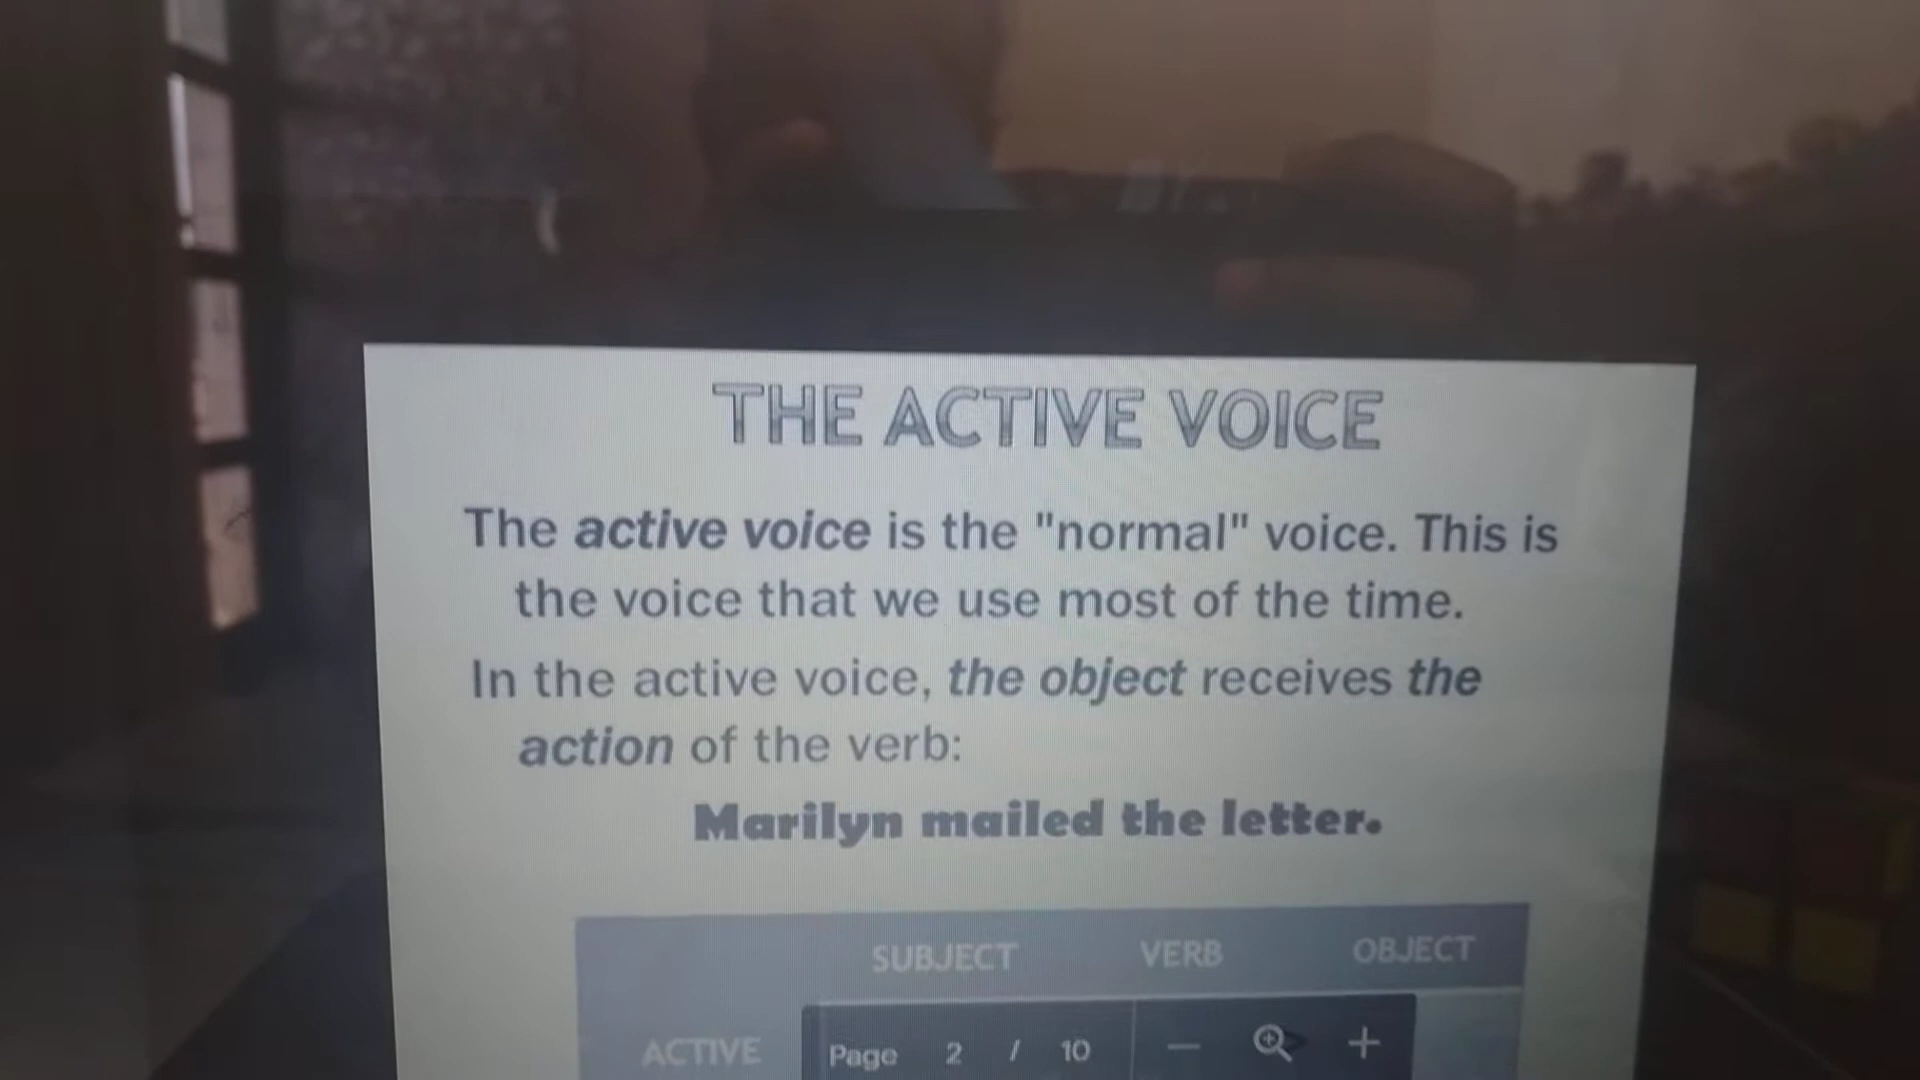 THE ACTIVE VOICE
The active voice is the "normal" voice. This is
the voice that we use most of the time.
In the active voice, the object receives the
action of the verb:
Marilyn mailed the letter.
SUBJECT VERB OBJECT
ACTIVE
Page 2 / 10 — +